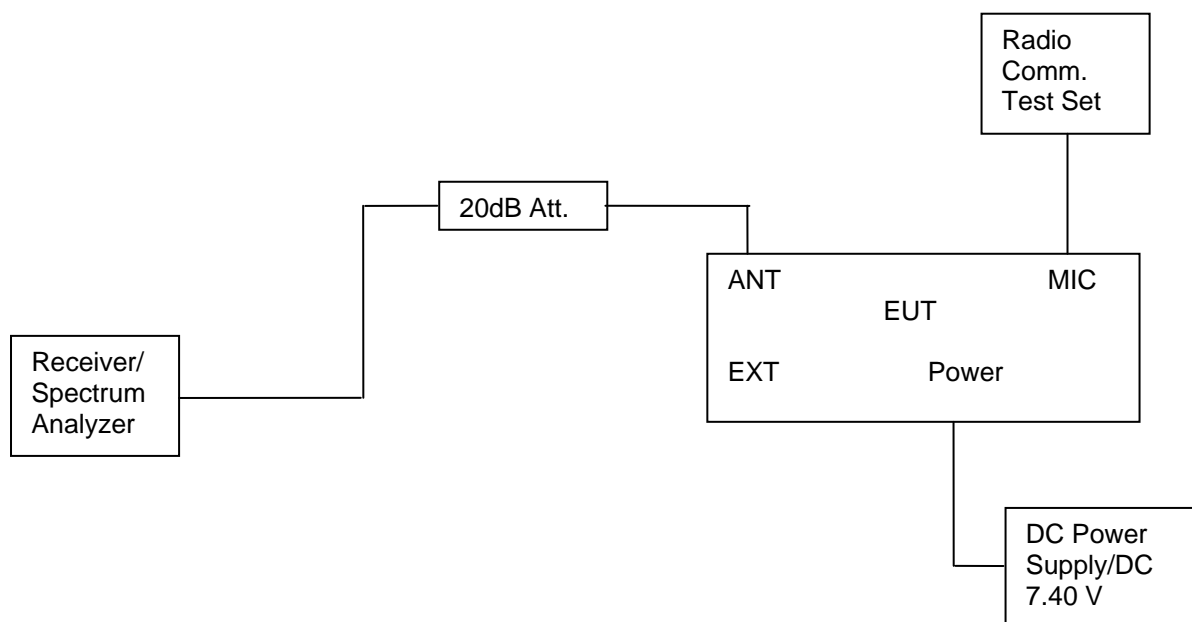 Radio
Comm.
Test Set
20dB Att.
ANT
MIC
EUT
EXT
Power
Receiver/
Spectrum
Analyzer
DC Power
Supply/DC
7.40 V